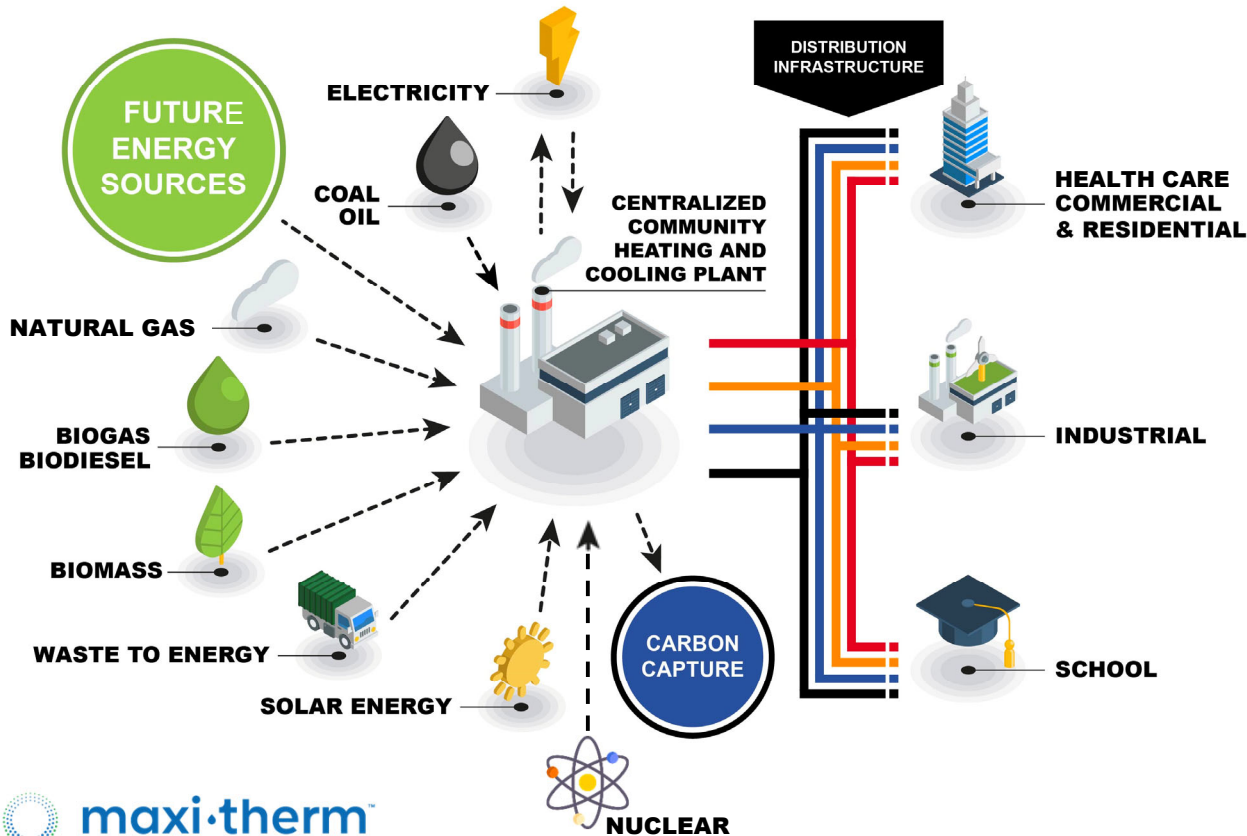 FUTURE
ENERGY
SOURCES
ELECTRICITY
COAL
OIL
DISTRIBUTION
INFRASTRUCTURE
CENTRALIZED
COMMUNITY
HEATING AND
COOLING PLANT
HEALTH CARE
COMMERCIAL
& RESIDENTIAL
NATURAL GAS
BIOGAS
BIODIESEL
INDUSTRIAL
BIOMASS
WASTE TO ENERGY
SOLAR ENERGY
CARBON
CAPTURE
SCHOOL
NUCLEAR
maxi·therm™